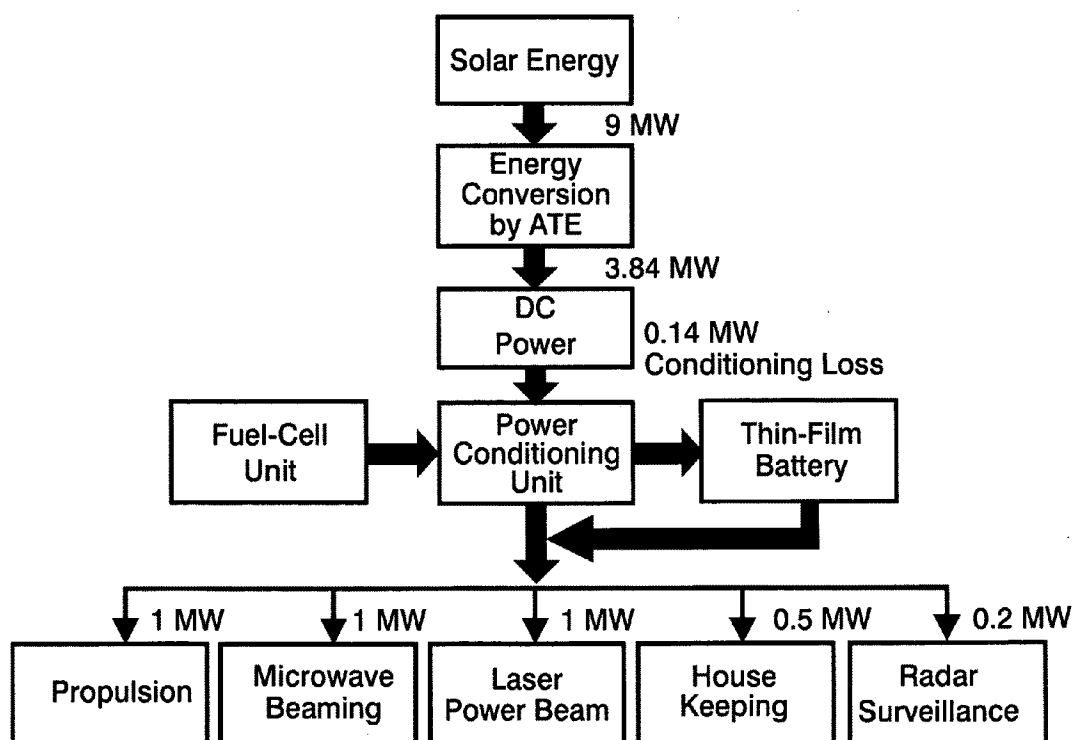 Solar Energy
9 MW
Energy
Conversion
by ATE
3.84 MW
DC
Power
0.14 MW
Conditioning Loss
Fuel-Cell
Unit
Power
Conditioning
Unit
Thin-Film
Battery
1 MW
1 MW
1 MW
0.5 MW
0.2 MW
Propulsion
Microwave
Beaming
Laser
Power Beam
House
Keeping
Radar
Surveillance